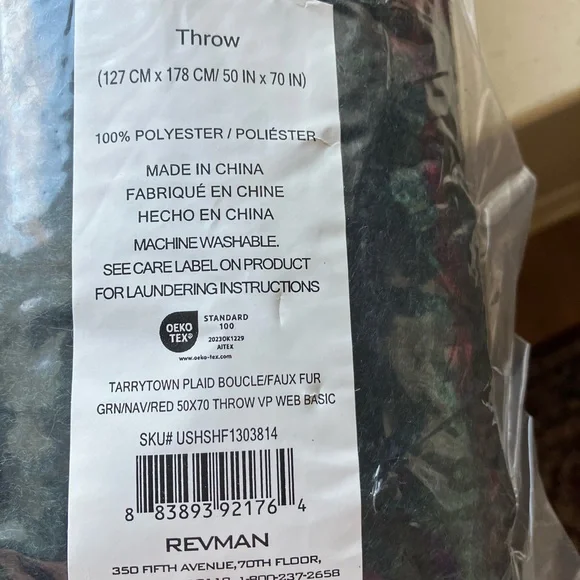 Throw
(127 CM x 178 CM/ 50 IN x 70 IN)
100% POLYESTER / POLIÉSTER
MADE IN CHINA
FABRIQUÉ EN CHINE
HECHO EN CHINA
MACHINE WASHABLE.
SEE CARE LABEL ON PRODUCT
FOR LAUNDERING INSTRUCTIONS
OEKO
TEX®
STANDARD
100
2023OK1229
AITEX
www.oeko-tex.com
TARRYTOWN PLAID BOUCLE/FAUX FUR
GRN/NAV/RED 50X70 THROW VP WEB BASIC
SKU# USHSHF1303814
8 83893 92176 4
REVMAN
350 FIFTH AVENUE,70TH FLOOR,
1-800-237-2658